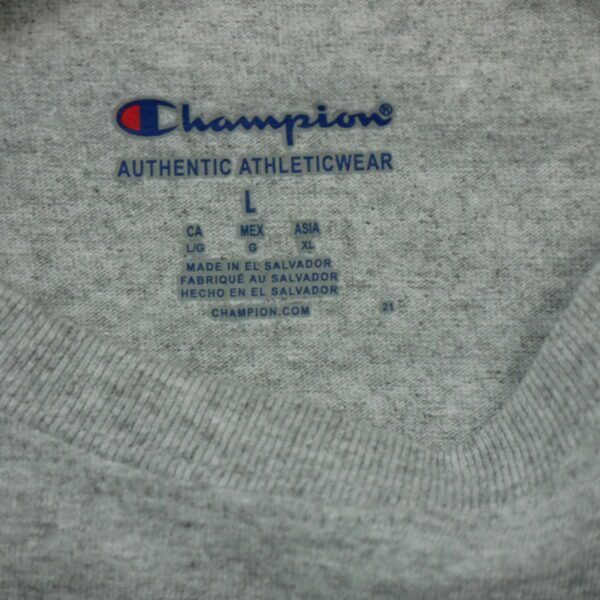 Champion®
AUTHENTIC ATHLETICWEAR
L
CA MEX ASIA
L/G G XL
MADE IN EL SALVADOR
FABRIQUÉ AU SALVADOR
HECHO EN EL SALVADOR
CHAMPION.COM 21